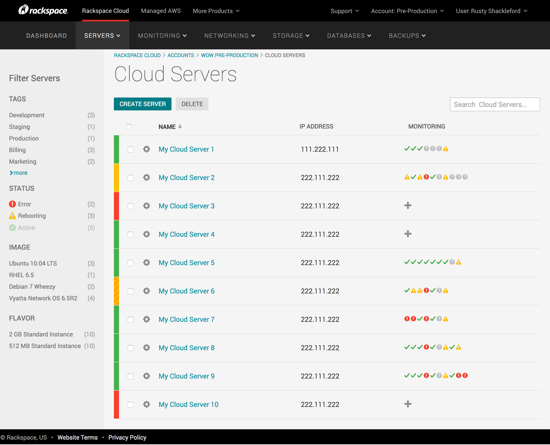 rackspace.
Rackspace Cloud Managed AWS More Products Support Account: Pre-Production User: Rusty Shackleford
DASHBOARD SERVERS MONITORING NETWORKING STORAGE DATABASES BACKUPS
RACKSPACE CLOUD > ACCOUNTS > WOW PRE-PRODUCTION > CLOUD SERVERS
Cloud Servers
Filter Servers
TAGS
Development (3)
Staging (1)
Production (1)
Billing (3)
Marketing (2)
more
STATUS
Error (2)
Rebooting (3)
Active (5)
IMAGE
Ubuntu 10.04 LTS (3)
RHEL 6.5 (1)
Debian 7 Wheezy (2)
Vyatta Network OS 6.5R2 (4)
FLAVOR
2 GB Standard Instance (10)
512 MB Standard Instance (10)
CREATE SERVER DELETE Search Cloud Servers...
NAME IP ADDRESS MONITORING
My Cloud Server 1 111.222.111
My Cloud Server 2 222.111.222
My Cloud Server 3 222.111.222
My Cloud Server 4 222.111.222
My Cloud Server 5 222.111.222
My Cloud Server 6 222.111.222
My Cloud Server 7 222.111.222
My Cloud Server 8 222.111.222
My Cloud Server 9 222.111.222
My Cloud Server 10 222.111.222
© Rackspace, US • Website Terms • Privacy Policy